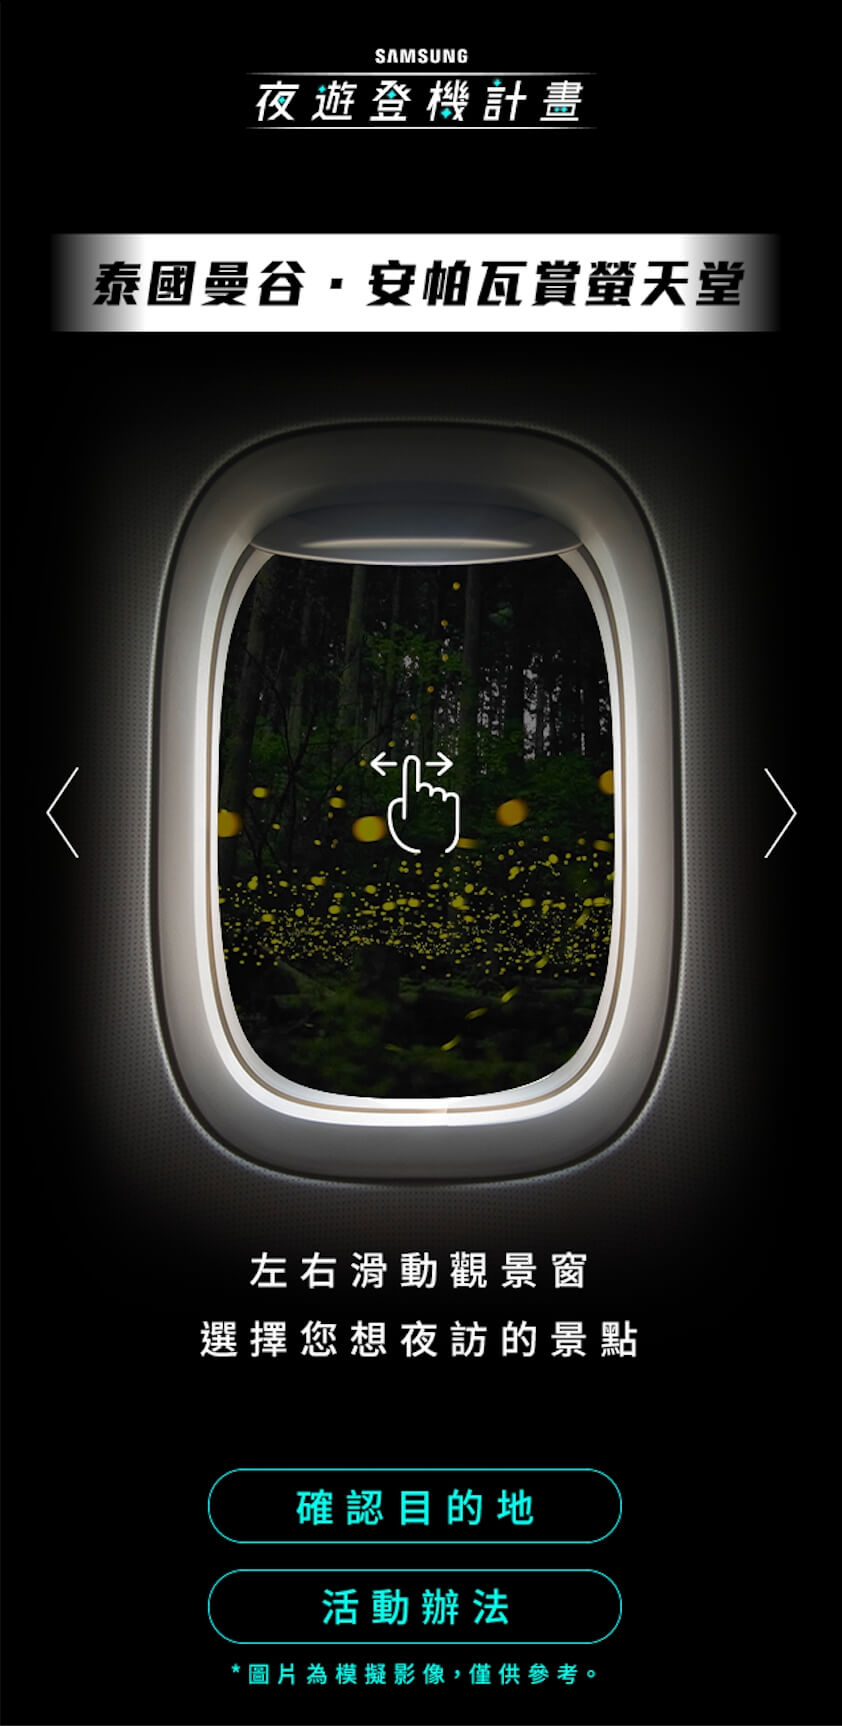 SAMSUNG
夜遊登機計畫
泰國曼谷・安帕瓦賞螢天堂
左右滑動觀景窗
選擇您想夜訪的景點
確認目的地
活動辦法
*圖片為模擬影像，僅供參考。